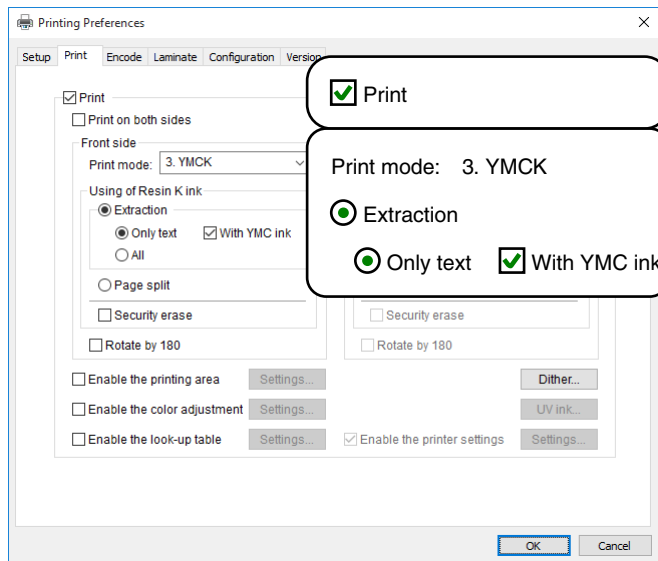 Printing Preferences
Setup Print Encode Laminate Configuration Version
Print
Print on both sides
Front side
Print mode: 3. YMCK
Using of Resin K ink
Extraction
Only text With YMC ink
All
Page split
Security erase
Rotate by 180
Print
Print mode: 3. YMCK
Extraction
Only text With YMC ink
Security erase
Rotate by 180
Enable the printing area Settings... Dither...
Enable the color adjustment Settings... UV ink...
Enable the look-up table Settings... Enable the printer settings Settings...
OK Cancel